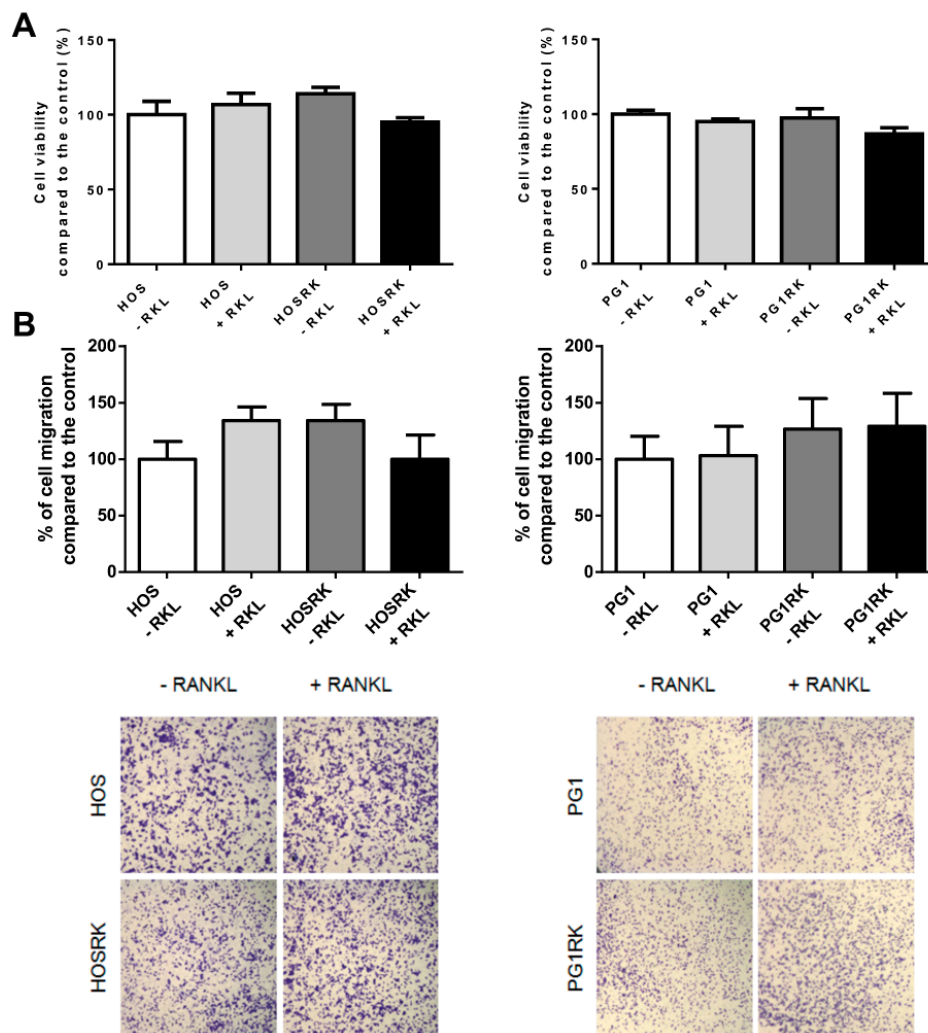 A
Cell viability
compared to the control (%)
150
100
50
0
HOS
- RKL
HOS
+ RKL
HOSRK
- RKL
HOSRK
+ RKL
Cell viability
compared to the control (%)
150
100
50
0
PG1
- RKL
PG1
+ RKL
PG1RK
- RKL
PG1RK
+ RKL
B
% of cell migration
compared to the control
200
150
100
50
0
HOS
- RKL
HOS
+ RKL
HOSRK
- RKL
HOSRK
+ RKL
% of cell migration
compared to the control
200
150
100
50
0
PG1
- RKL
PG1
+ RKL
PG1RK
- RKL
PG1RK
+ RKL
- RANKL + RANKL
HOS
HOSRK
- RANKL + RANKL
PG1
PG1RK